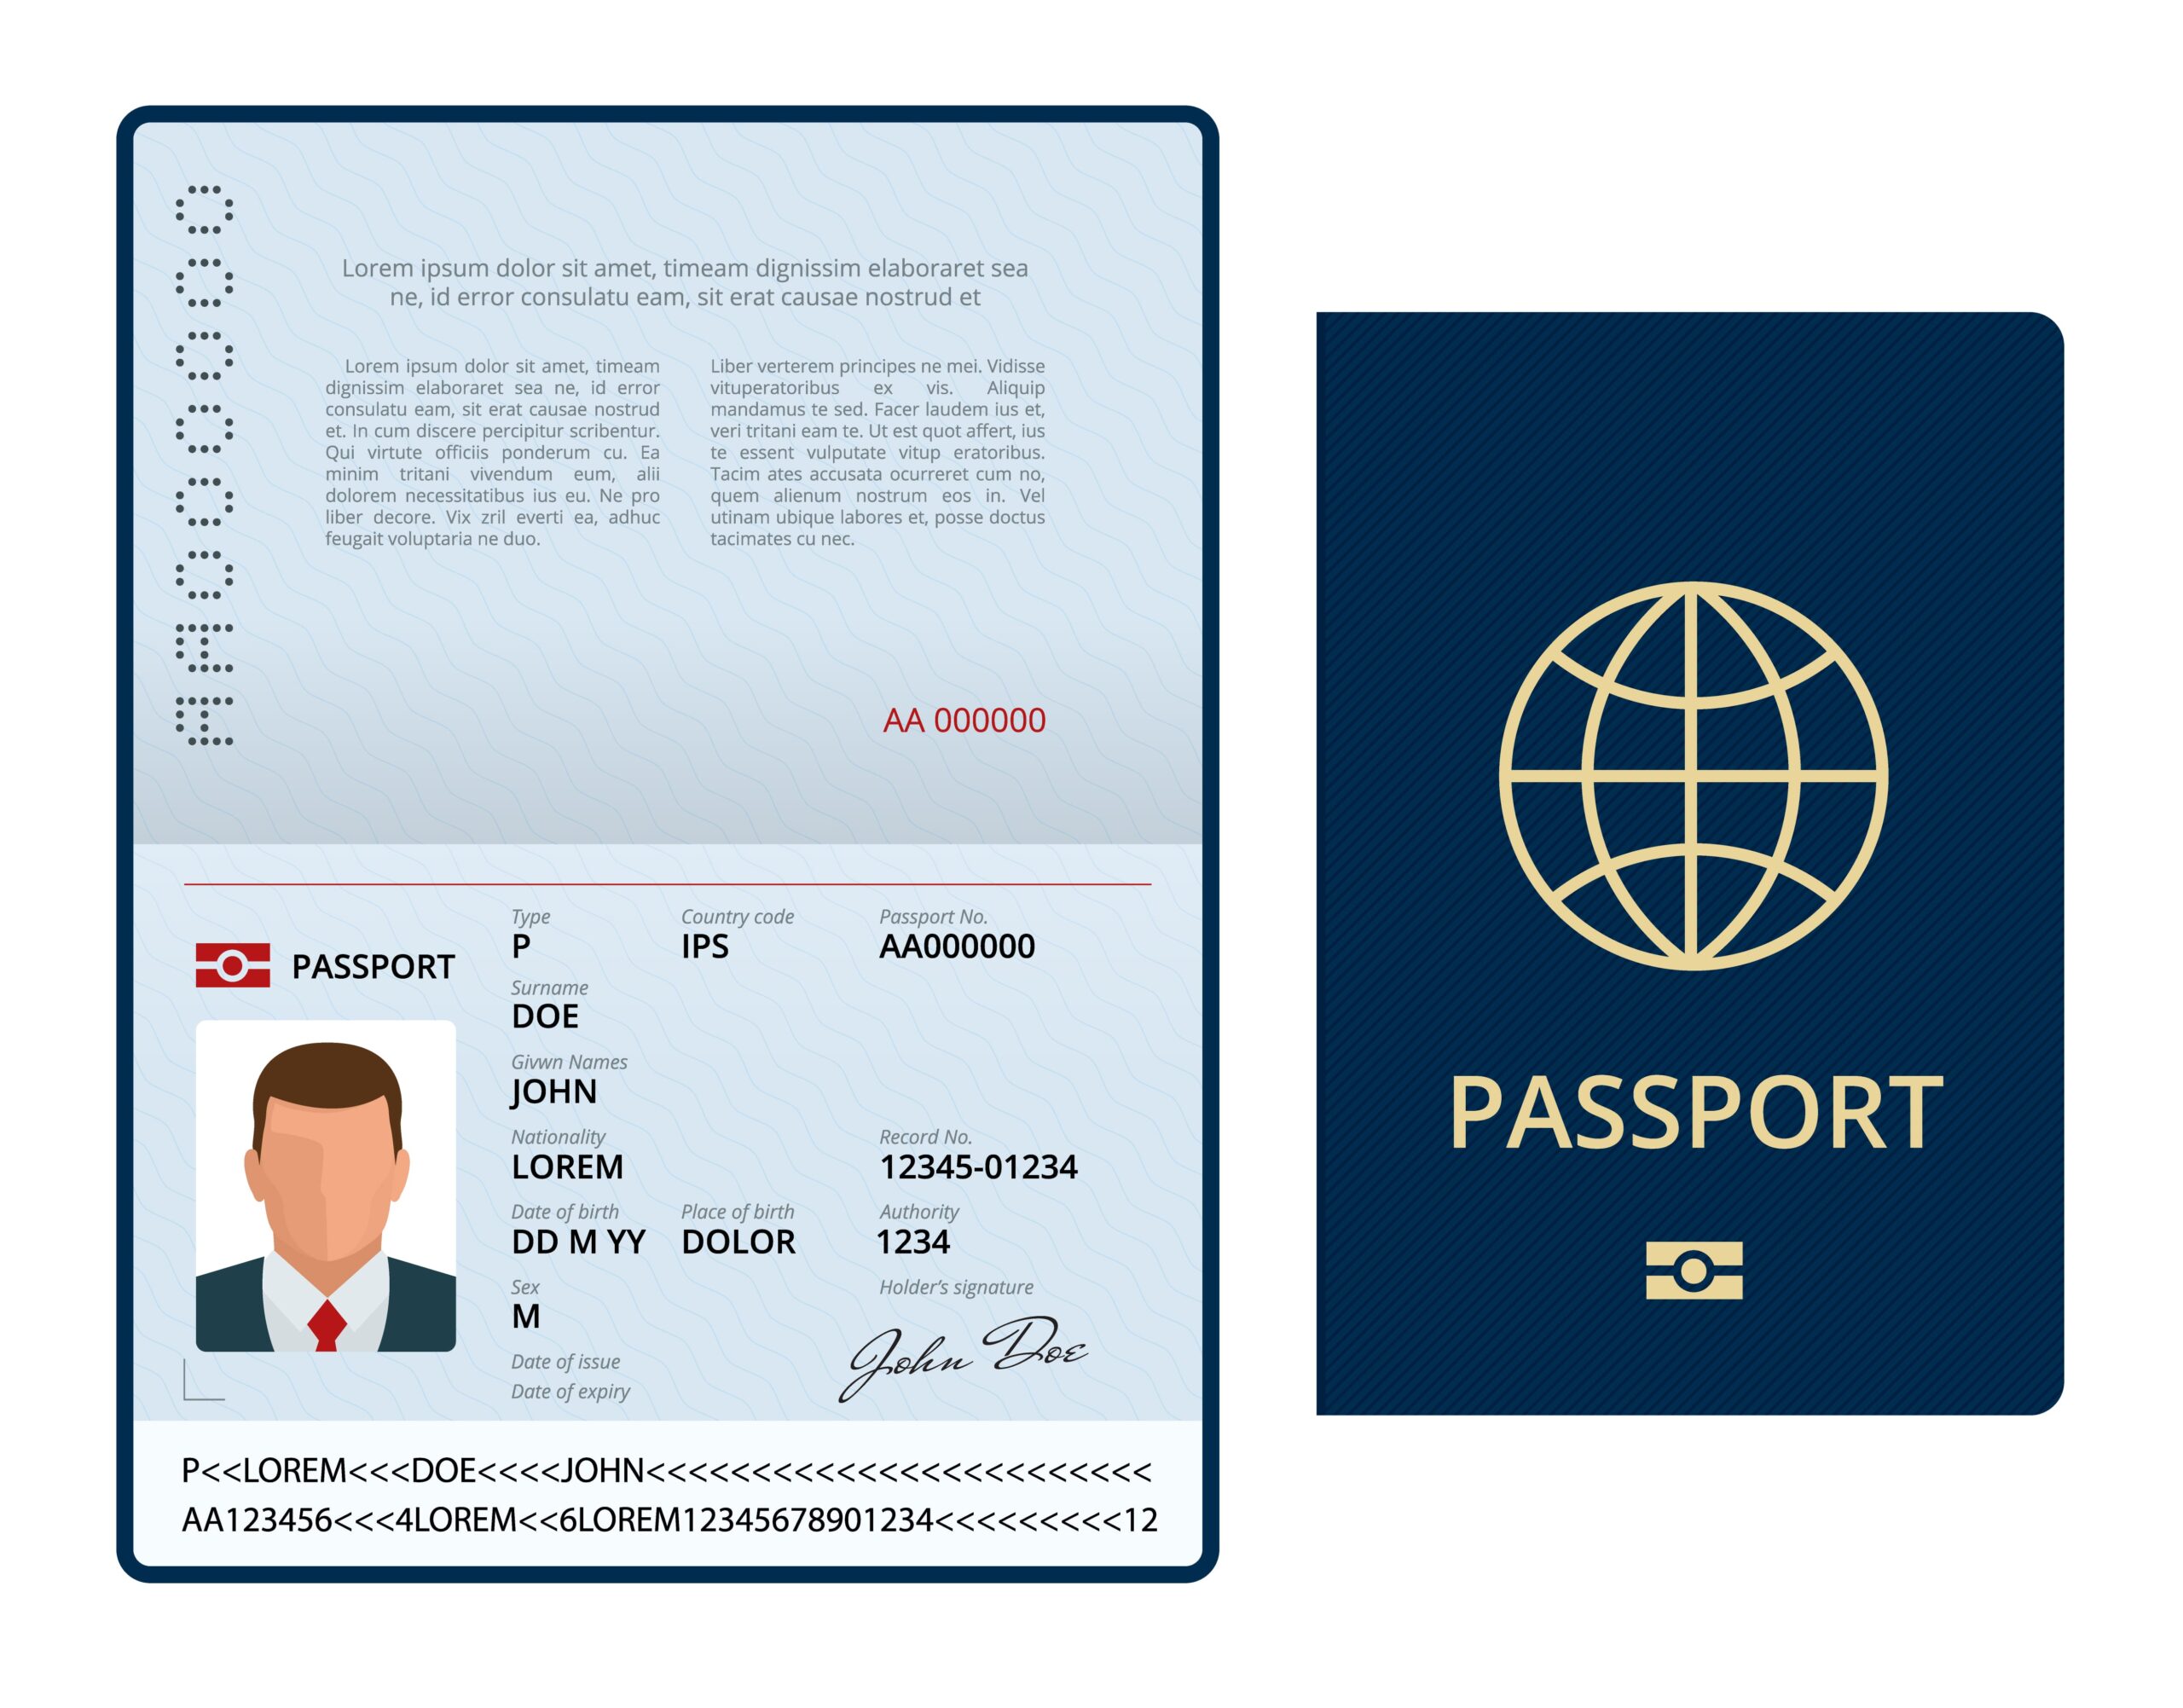 AA000000
Lorem ipsum dolor sit amet, timeam dignissim elaboraret sea
ne, id error consulatu eam, sit erat causae nostrud et
Lorem ipsum dolor sit amet, timeam
dignissim elaboraret sea ne, id error
consulatu eam, sit erat causae nostrud
et. In cum discere percipitur scribentur.
Qui virtute officiis ponderum cu. Ea
minim tritani vivendum eum, alii
dolorem necessitatibus ius eu. Ne pro
liber decore. Vix zril everti ea, adhuc
feugait voluptaria ne duo.
Liber verterem principes ne mei. Vidisse
vituperatoribus ex vis. Aliquip
mandamus te sed. Facer laudem ius et,
veri tritani eam te. Ut est quot affert, ius
te essent vulputate vitup eratoribus.
Tacim ates accusata ocurreret cum no,
quem alienum nostrum eos in. Vel
utinam ubique labores et, posse doctus
tacimates cu nec.
AA 000000
PASSPORT
Type Country code Passport No.
P IPS AA000000
Surname
DOE
Givwn Names
JOHN
Nationality Record No.
LOREM 12345-01234
Date of birth Place of birth Authority
DD M YY DOLOR 1234
Sex Holder's signature
M
John Doe
Date of issue
Date of expiry
P<<LOREM<<<DOE<<<<JOHN<<<<<<<<<<<<<<<<<<<<<<<<
AA123456<<<4LOREM<<6LOREM12345678901234<<<<<<<<<12
PASSPORT